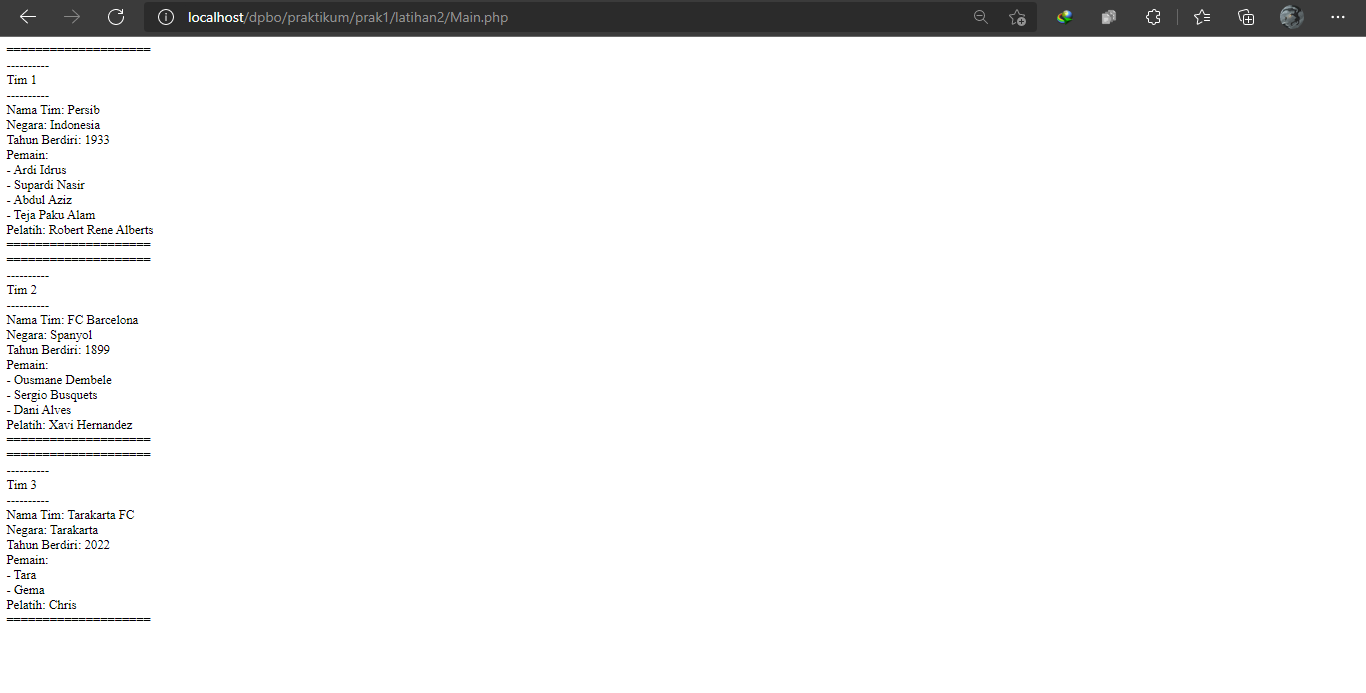 localhost/dpbo/praktikum/prak1/latihan2/Main.php
====================
----------
Tim 1
----------
Nama Tim: Persib
Negara: Indonesia
Tahun Berdiri: 1933
Pemain:
- Ardi Idrus
- Supardi Nasir
- Abdul Aziz
- Teja Paku Alam
Pelatih: Robert Rene Alberts
====================
====================
----------
Tim 2
----------
Nama Tim: FC Barcelona
Negara: Spanyol
Tahun Berdiri: 1899
Pemain:
- Ousmane Dembele
- Sergio Busquets
- Dani Alves
Pelatih: Xavi Hernandez
====================
====================
----------
Tim 3
----------
Nama Tim: Tarakarta FC
Negara: Tarakarta
Tahun Berdiri: 2022
Pemain:
- Tara
- Gema
Pelatih: Chris
====================